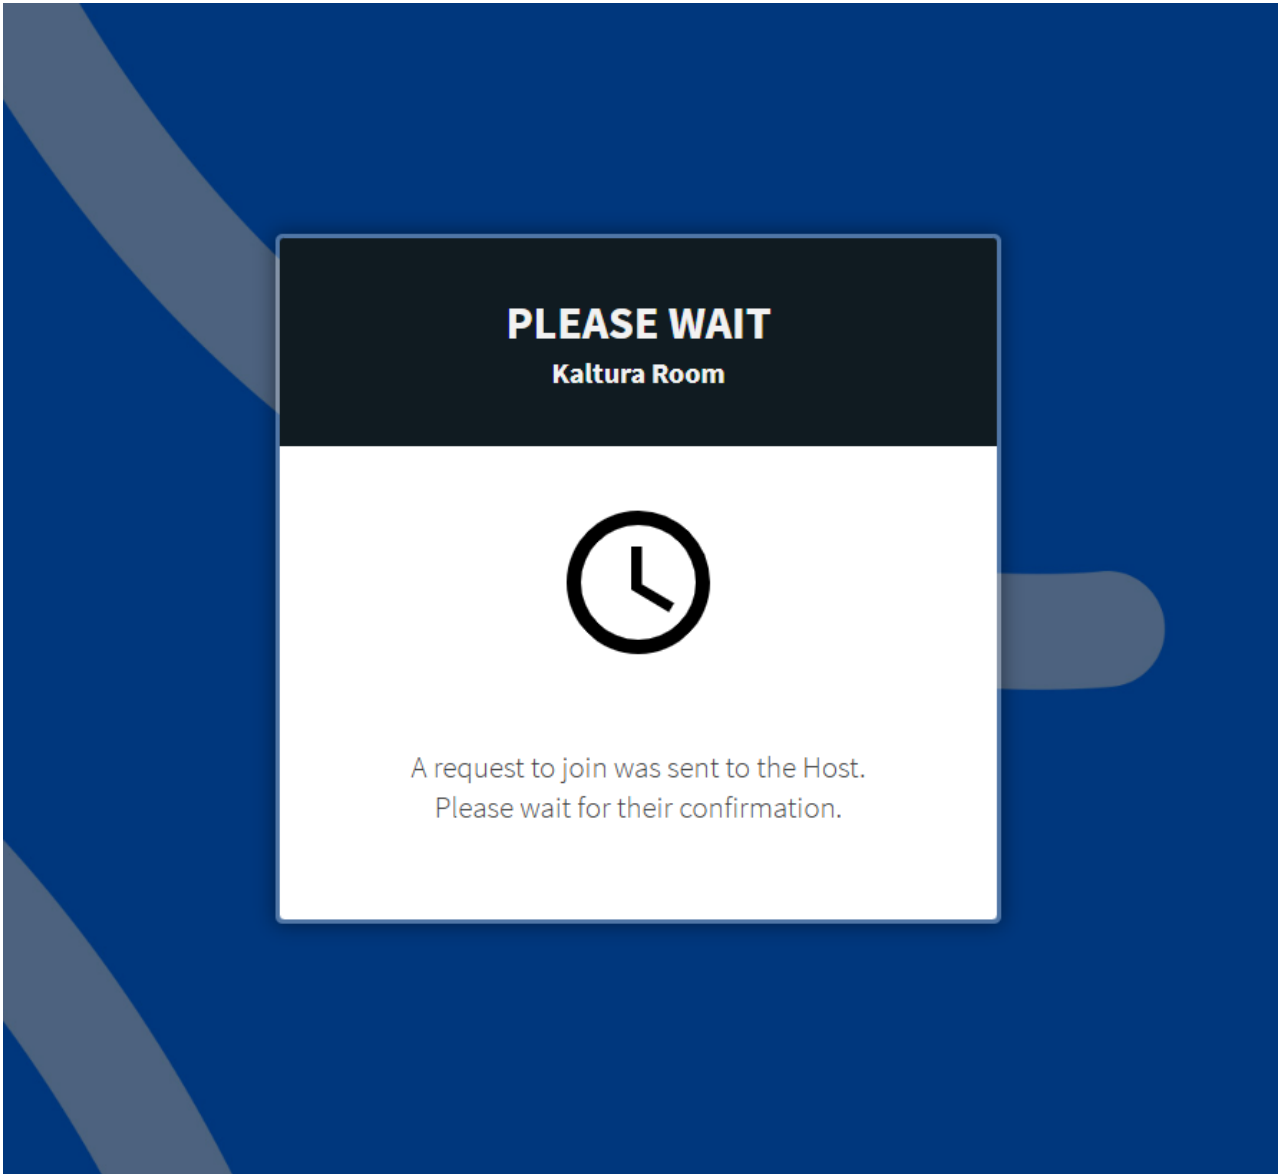 PLEASE WAIT
Kaltura Room
A request to join was sent to the Host.
Please wait for their confirmation.